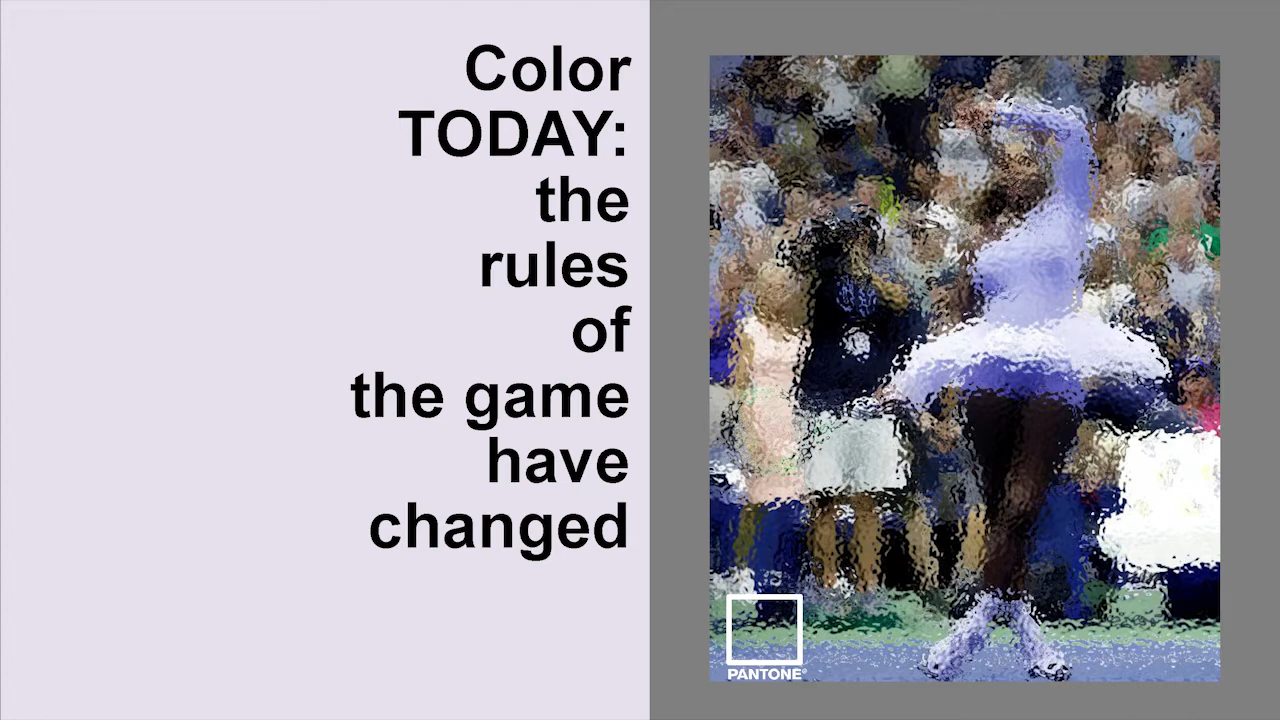 Color
TODAY:
the
rules
of
the game
have
changed
PANTONE®